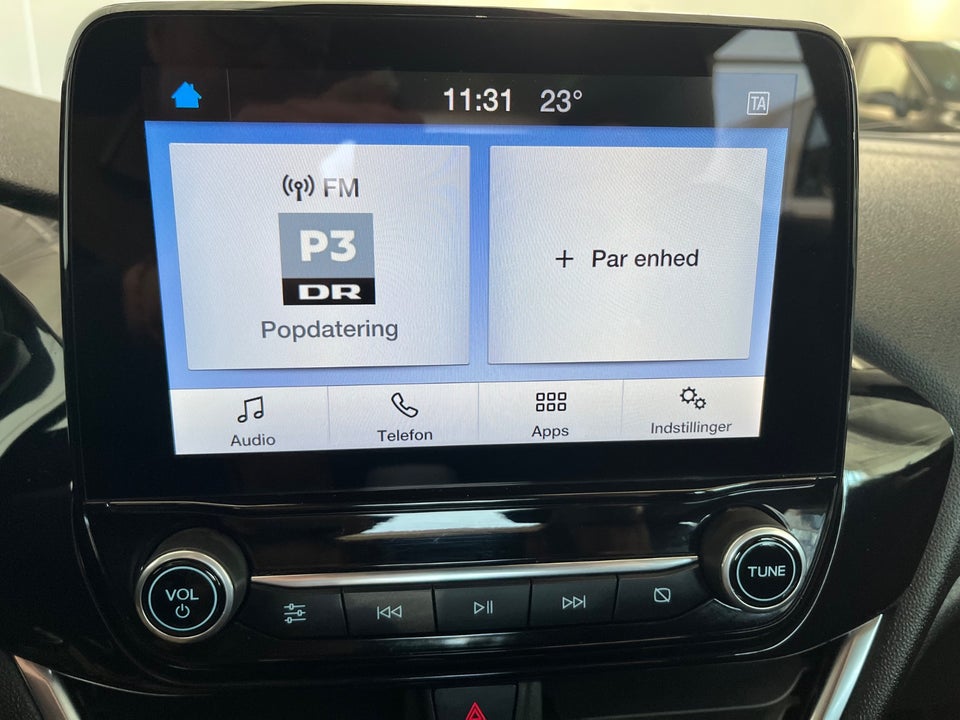 11:31 23° TA
FM
P3
DR
Popdatering
+ Par enhed
Audio Telefon Apps Indstillinger
VOL
TUNE